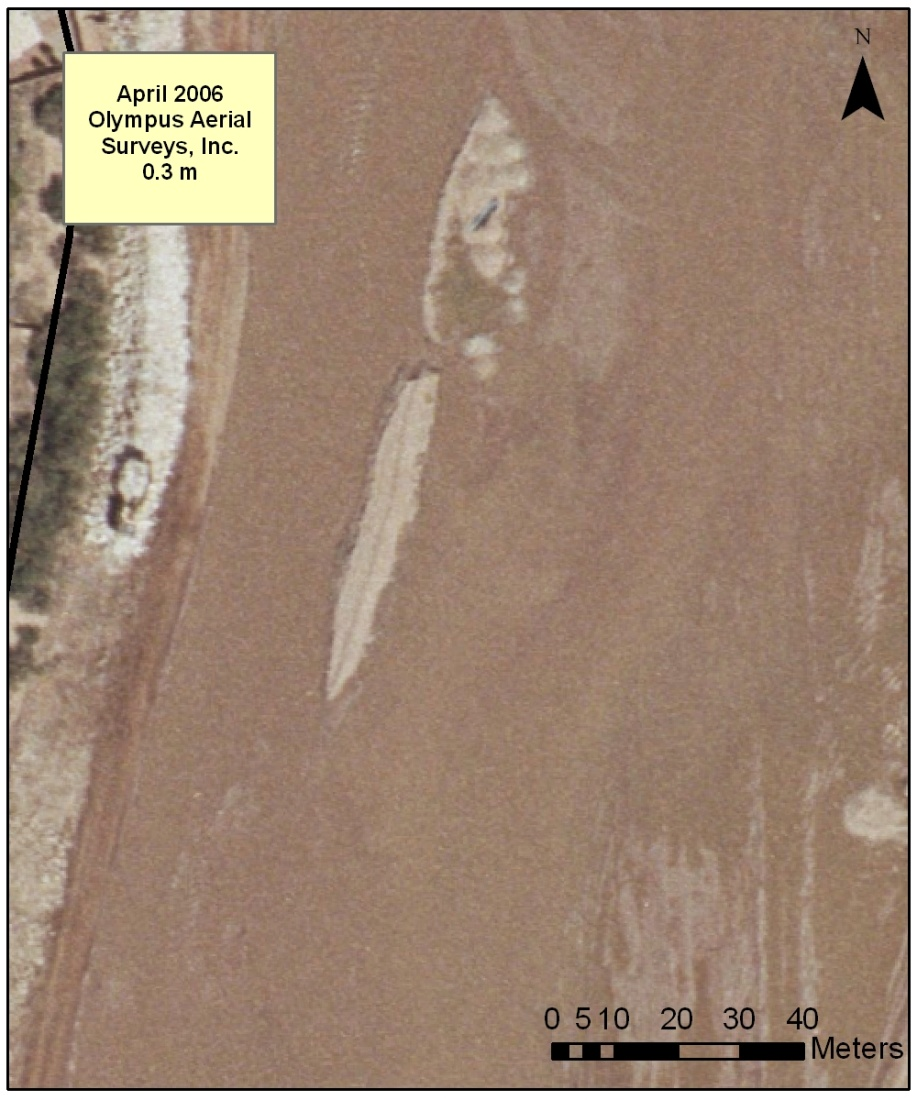 April 2006
Olympus Aerial
Surveys, Inc.
0.3 m
N
0 5 10 20 30 40
Meters